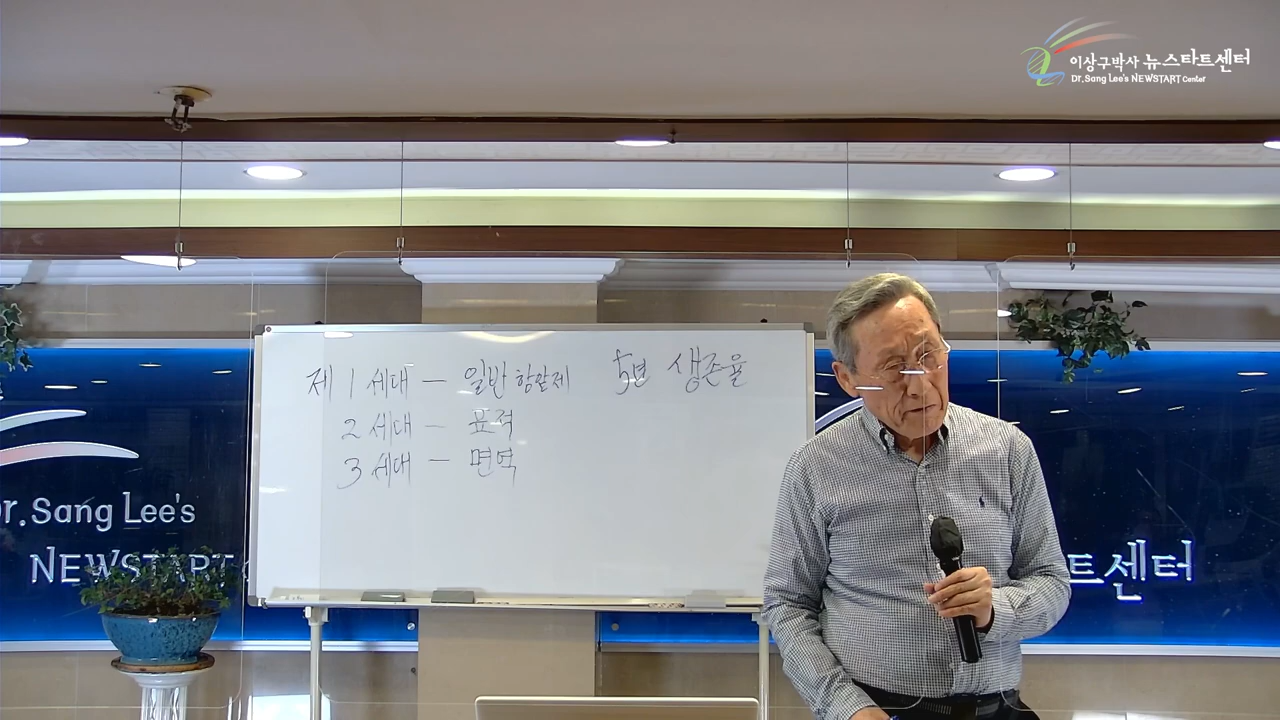 이상구박사 뉴스타트센터
Dr. Sang Lee's NEWSTART Center
제 1 세대 – 일반 항암제 5년 생존율
2 세대 – 표적
3 세대 – 면역
Dr. Sang Lee's
NEWSTART
트센터